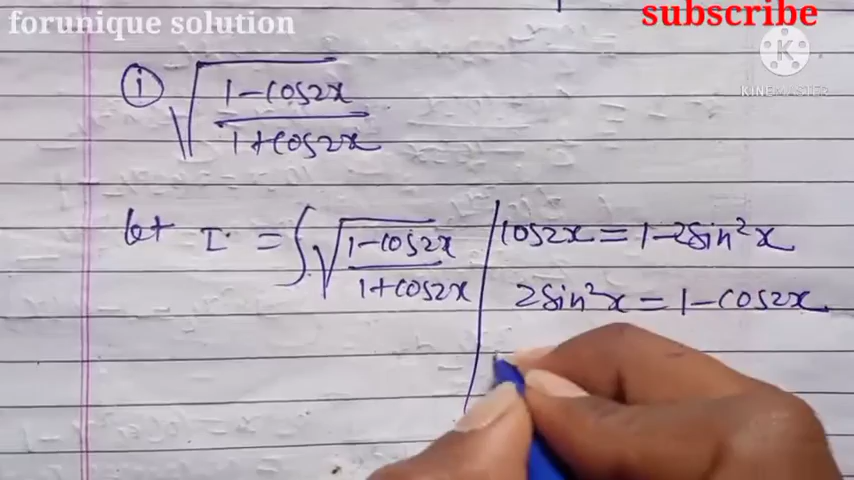 forunique solution
subscribe
KINEMASTER
(i) √((1-cos2x)/(1+cos2x))
let I = ∫√((1-cos2x)/(1+cos2x))
cos2x = 1-2sin²x
2sin²x = 1-cos2x